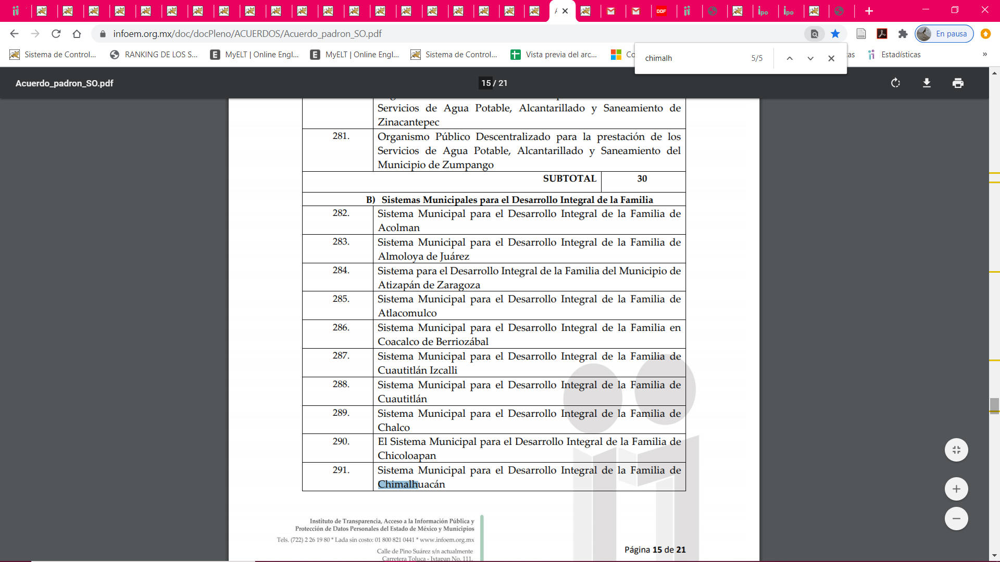 DOF
ipo
ipo
infoem.org.mx/doc/docPleno/ACUERDOS/Acuerdo_padron_SO.pdf
En pausa
Sistema de Control...
RANKING DE LOS S...
MyELT | Online Engl...
MyELT | Online Engl...
Sistema de Control...
Vista previa del arc...
Co
as
Estadísticas
»
chimalh
5/5
Acuerdo_padron_SO.pdf
15 / 21
Servicios de Agua Potable, Alcantarillado y Saneamiento de
Zinacantepec
281.
Organismo Público Descentralizado para la prestación de los
Servicios de Agua Potable, Alcantarillado y Saneamiento del
Municipio de Zumpango
SUBTOTAL
30
B) Sistemas Municipales para el Desarrollo Integral de la Familia
282.
Sistema Municipal para el Desarrollo Integral de la Familia de
Acolman
283.
Sistema Municipal para el Desarrollo Integral de la Familia de
Almoloya de Juárez
284.
Sistema para el Desarrollo Integral de la Familia del Municipio de
Atizapán de Zaragoza
285.
Sistema Municipal para el Desarrollo Integral de la Familia de
Atlacomulco
286.
Sistema Municipal para el Desarrollo Integral de la Familia en
Coacalco de Berriozábal
287.
Sistema Municipal para el Desarrollo Integral de la Familia de
Cuautitlán Izcalli
288.
Sistema Municipal para el Desarrollo Integral de la Familia de
Cuautitlán
289.
Sistema Municipal para el Desarrollo Integral de la Familia de
Chalco
290.
El Sistema Municipal para el Desarrollo Integral de la Familia de
Chicoloapan
291.
Sistema Municipal para el Desarrollo Integral de la Familia de
Chimalhuacán
Instituto de Transparencia, Acceso a la Información Pública y
Protección de Datos Personales del Estado de México y Municipios
Tels. (722) 2 26 19 80 * Lada sin costo: 01 800 821 0441 * www.infoem.org.mx
Calle de Pino Suárez s/n actualmente
Carretera Toluca - Ixtapan No. 111.
Página 15 de 21